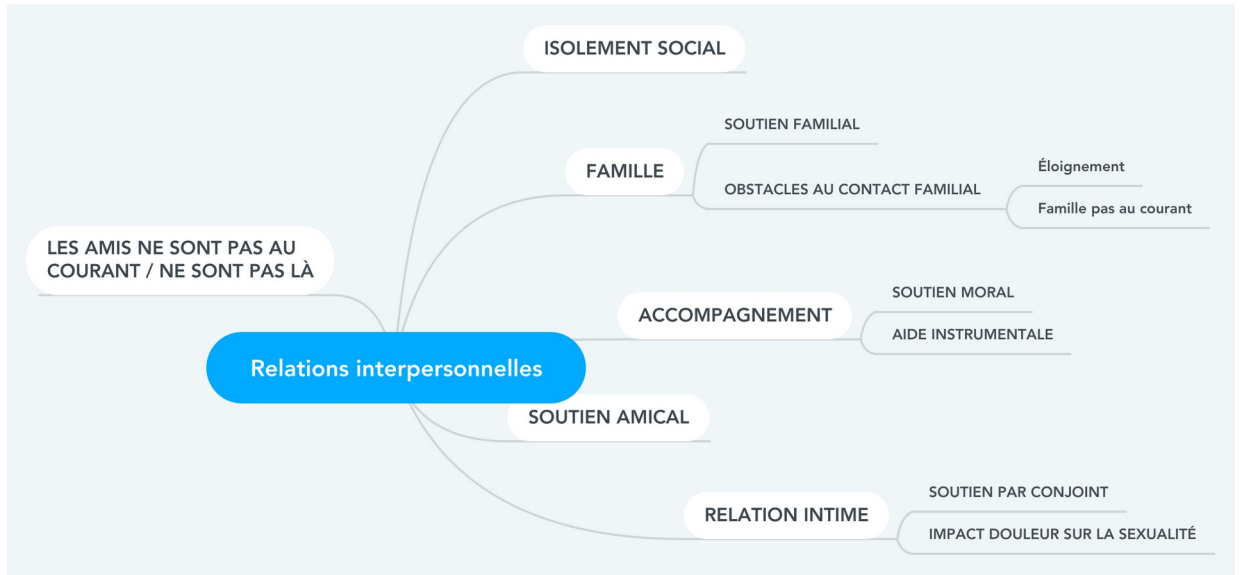 ISOLEMENT SOCIAL
SOUTIEN FAMILIAL
FAMILLE
OBSTACLES AU CONTACT FAMILIAL
Éloignement
Famille pas au courant
LES AMIS NE SONT PAS AU
COURANT / NE SONT PAS LÀ
ACCOMPAGNEMENT
SOUTIEN MORAL
AIDE INSTRUMENTALE
Relations interpersonnelles
SOUTIEN AMICAL
RELATION INTIME
SOUTIEN PAR CONJOINT
IMPACT DOULEUR SUR LA SEXUALITÉ